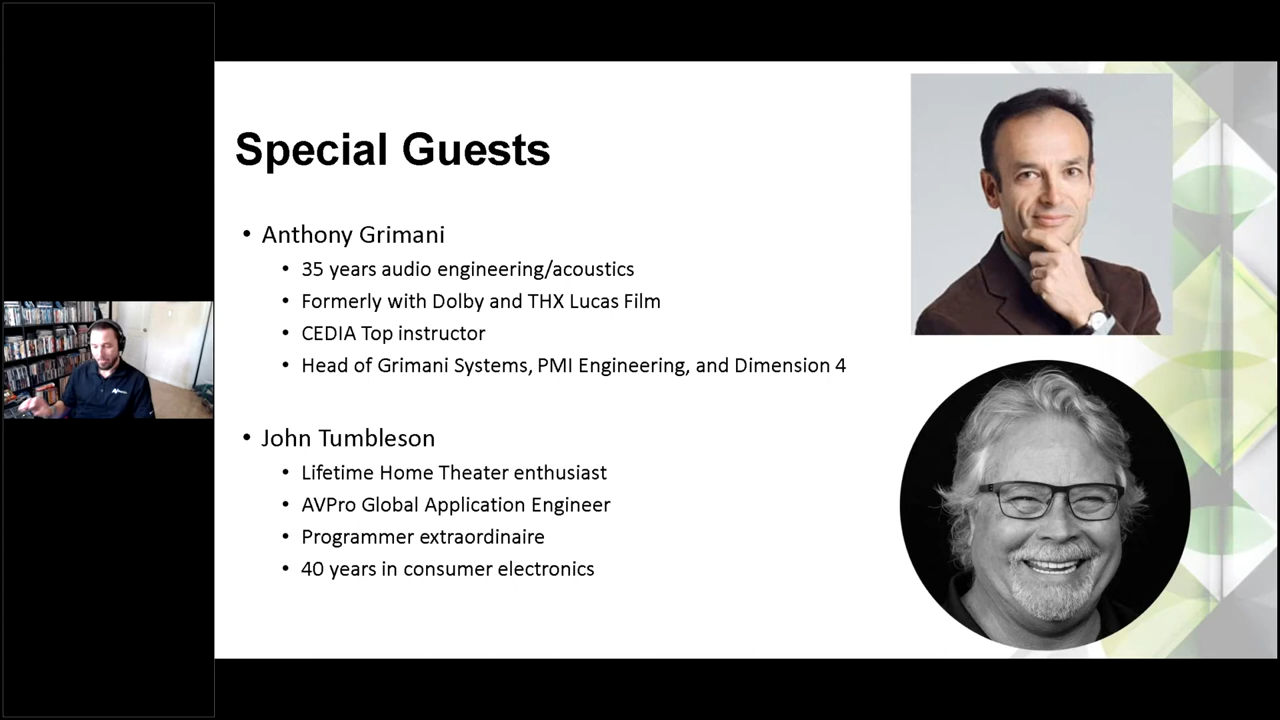 Special Guests
• Anthony Grimani
• 35 years audio engineering/acoustics
• Formerly with Dolby and THX Lucas Film
• CEDIA Top instructor
• Head of Grimani Systems, PMI Engineering, and Dimension 4
• John Tumbleson
• Lifetime Home Theater enthusiast
• AVPro Global Application Engineer
• Programmer extraordinaire
• 40 years in consumer electronics